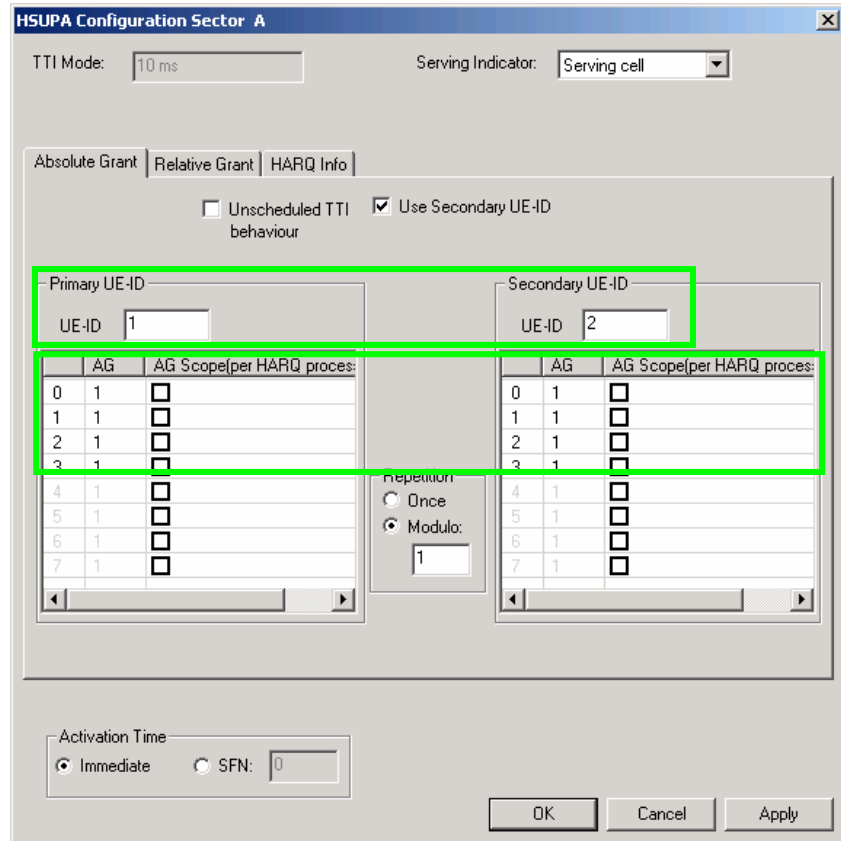 HSUPA Configuration Sector A
TTI Mode: 10 ms Serving Indicator: Serving cell
Absolute Grant Relative Grant HARQ Info
Unscheduled TTI behaviour Use Secondary UE-ID
Primary UE-ID Secondary UE-ID
UE-ID 1 UE-ID 2
AG AG Scope(per HARQ proces AG AG Scope(per HARQ proces
0 1 0 1
1 1 1 1
2 1 2 1
3 1 3 1
Repetition
4 1 Once 4 1
5 1 Modulo: 5 1
6 1 1 6 1
7 1 7 1
Activation Time
Immediate SFN: 0
OK Cancel Apply